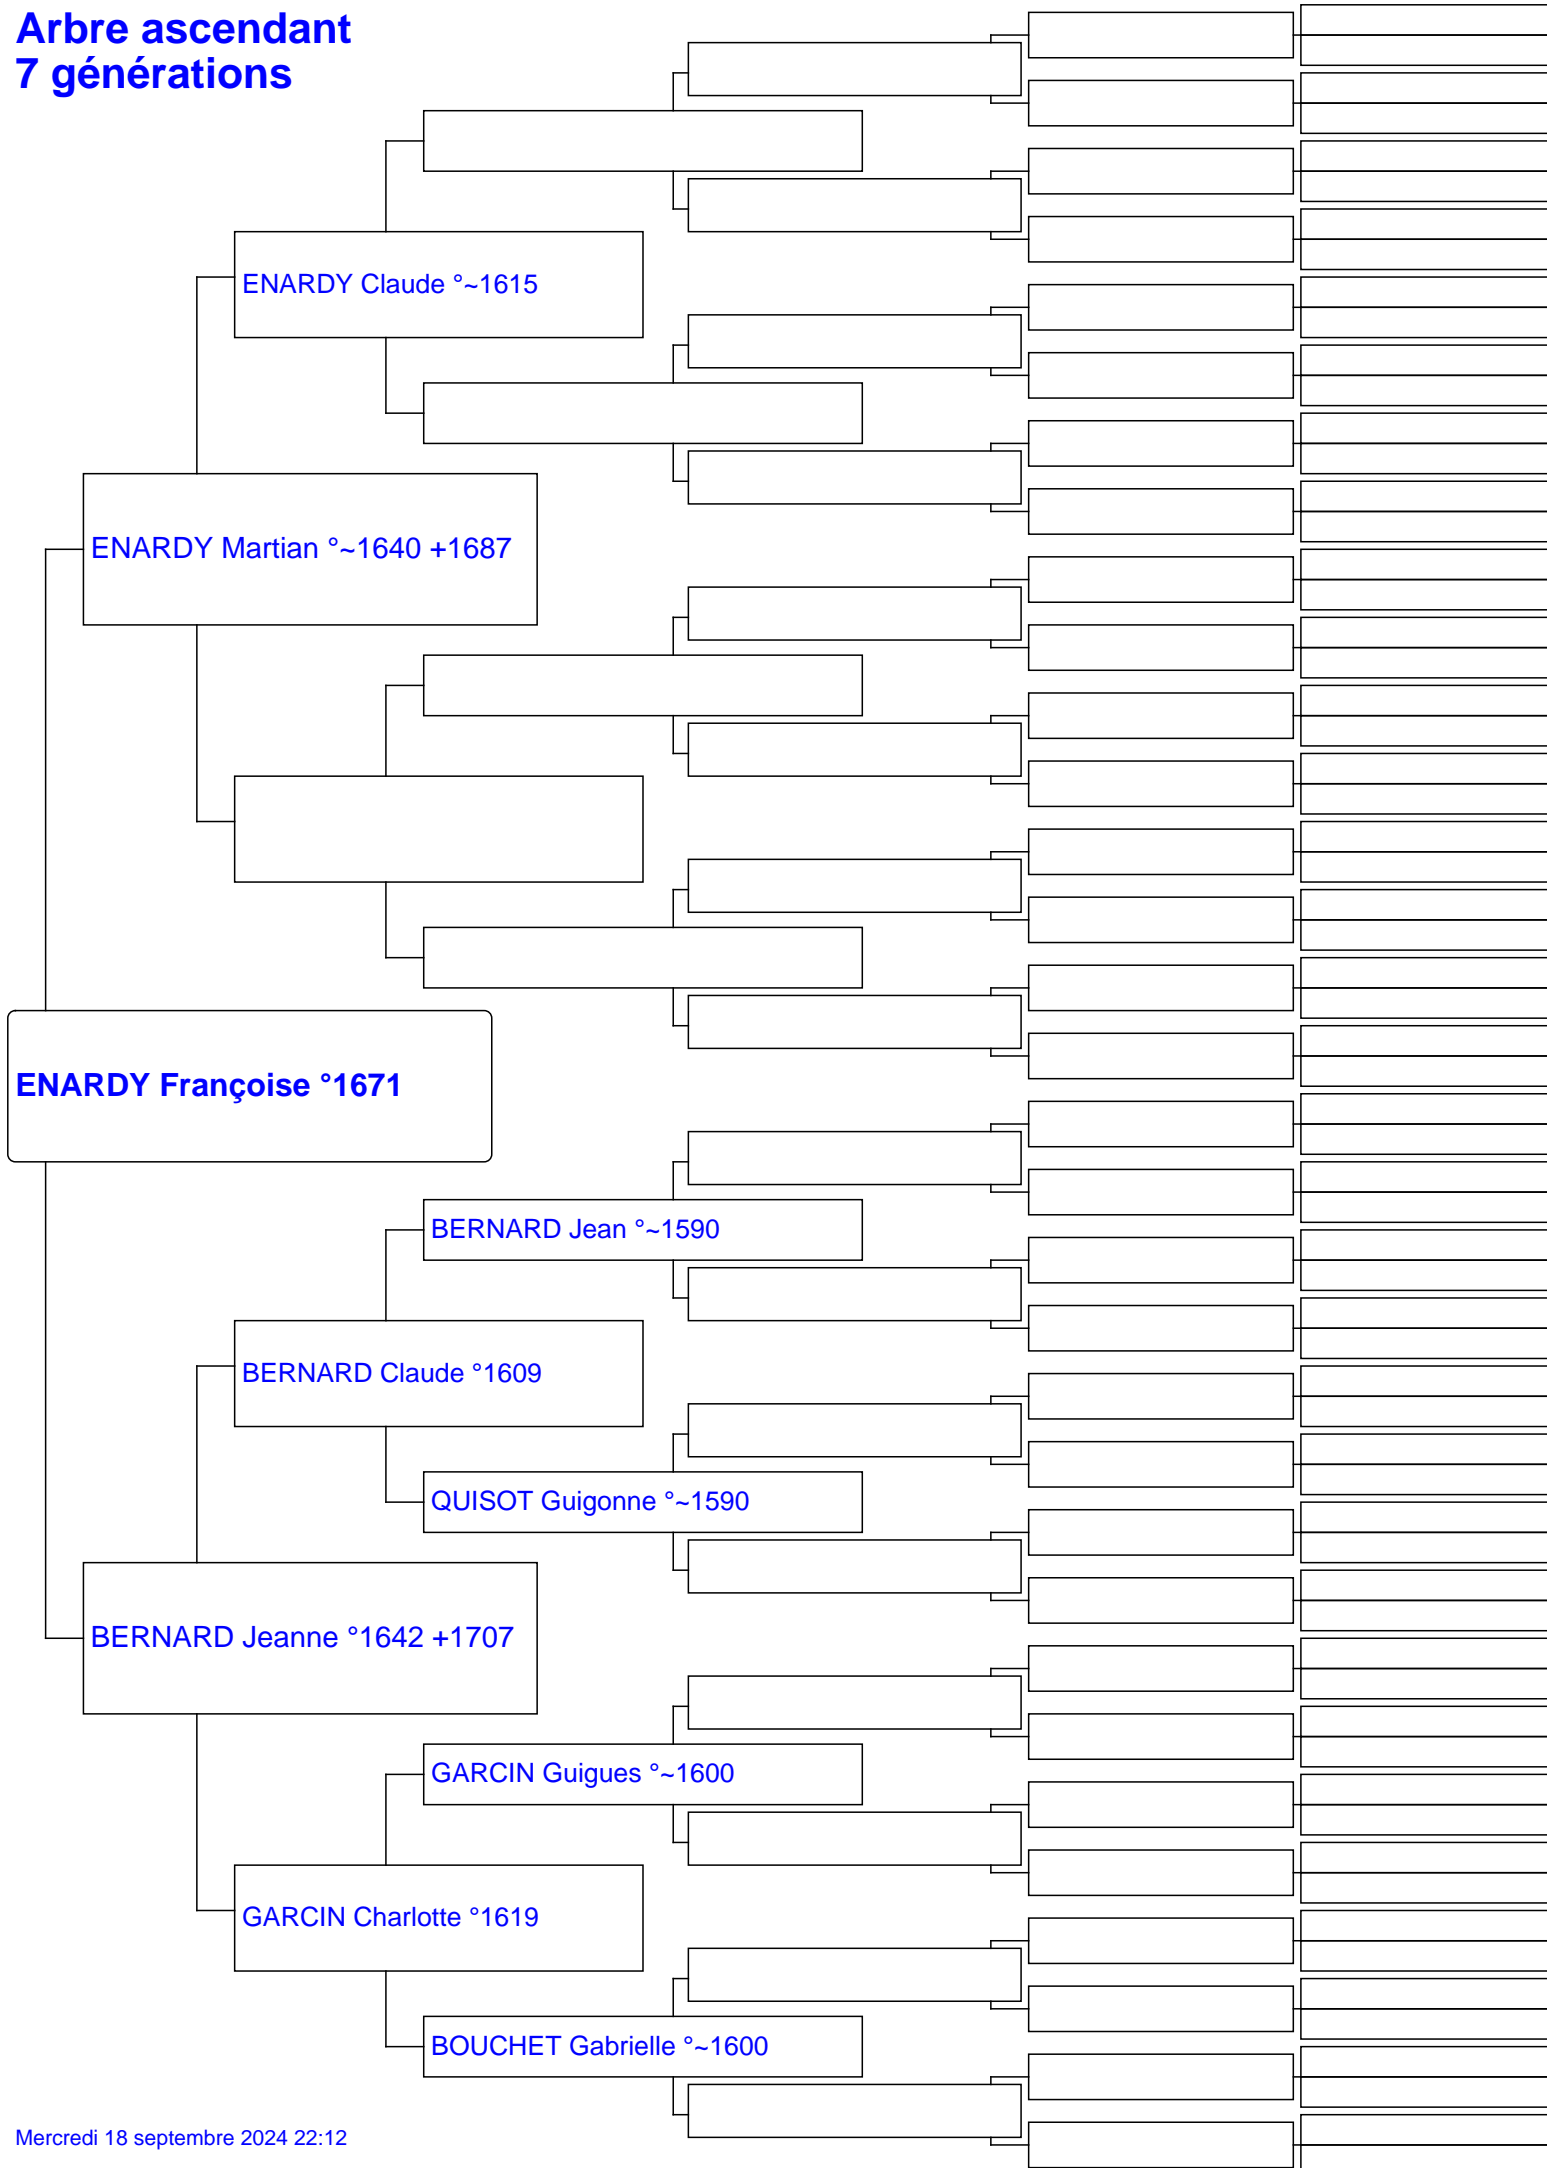 Arbre ascendant
7 générations
ENARDY Claude °~1615
ENARDY Martian °~1640 +1687
ENARDY Françoise °1671
BERNARD Jean °~1590
BERNARD Claude °1609
QUISOT Guigonne °~1590
BERNARD Jeanne °1642 +1707
GARCIN Guigues °~1600
GARCIN Charlotte °1619
BOUCHET Gabrielle °~1600
Mercredi 18 septembre 2024 22:12